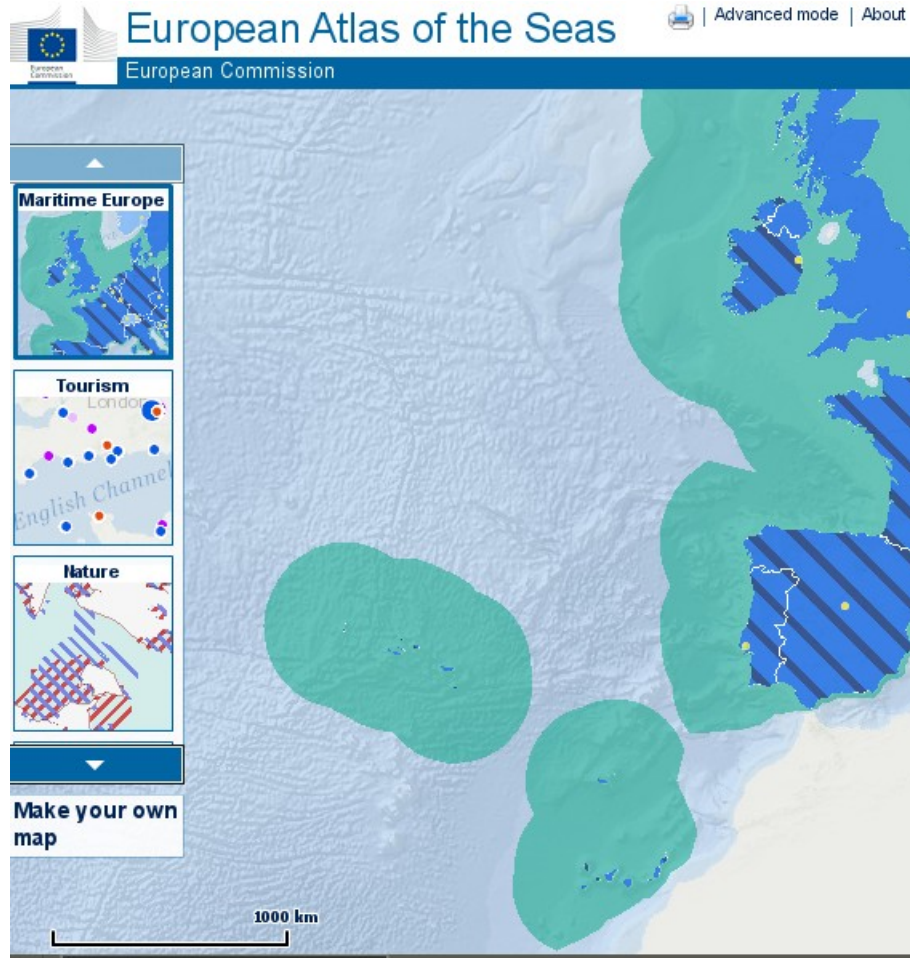 European Atlas of the Seas
| Advanced mode | About
European Commission
European Commission
Maritime Europe
Tourism
London
English Channel
Nature
Make your own map
1000 km